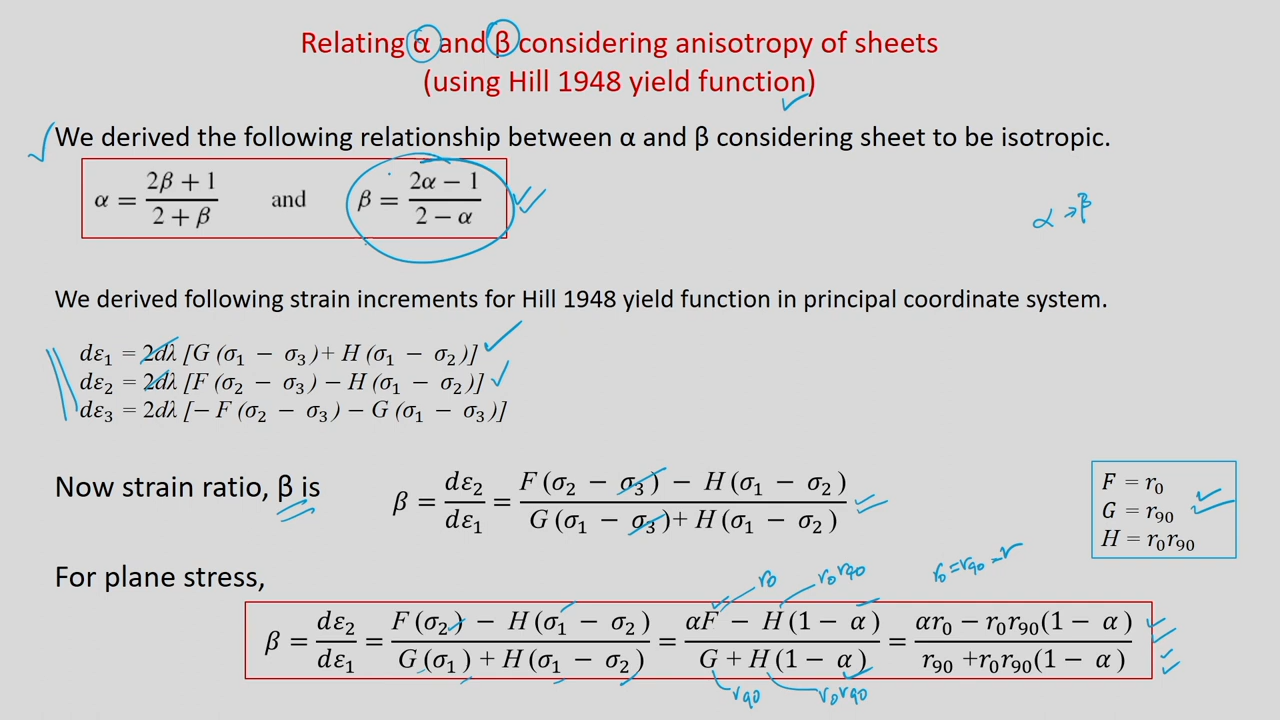 Relating α and β considering anisotropy of sheets
(using Hill 1948 yield function)
We derived the following relationship between α and β considering sheet to be isotropic.
α = (2β + 1)/(2 + β) and β = (2α − 1)/(2 − α)
α → β
We derived following strain increments for Hill 1948 yield function in principal coordinate system.
dε₁ = 2dλ [G (σ₁ − σ₃)+ H (σ₁ − σ₂)]
dε₂ = 2dλ [F (σ₂ − σ₃) − H (σ₁ − σ₂)]
dε₃ = 2dλ [− F (σ₂ − σ₃) − G (σ₁ − σ₃)]
Now strain ratio, β is
β = dε₂/dε₁ = (F (σ₂ − σ₃) − H (σ₁ − σ₂))/(G (σ₁ − σ₃)+ H (σ₁ − σ₂))
F = r₀
G = r₉₀
H = r₀r₉₀
For plane stress,
r₀ r₀r₉₀ r₀=r₉₀=r
β = dε₂/dε₁ = (F (σ₂) − H (σ₁ − σ₂))/(G (σ₁) + H (σ₁ − σ₂)) = (αF − H (1 − α))/(G + H (1 − α)) = (αr₀ − r₀r₉₀(1 − α))/(r₉₀ +r₀r₉₀(1 − α))
r₉₀ r₀r₉₀